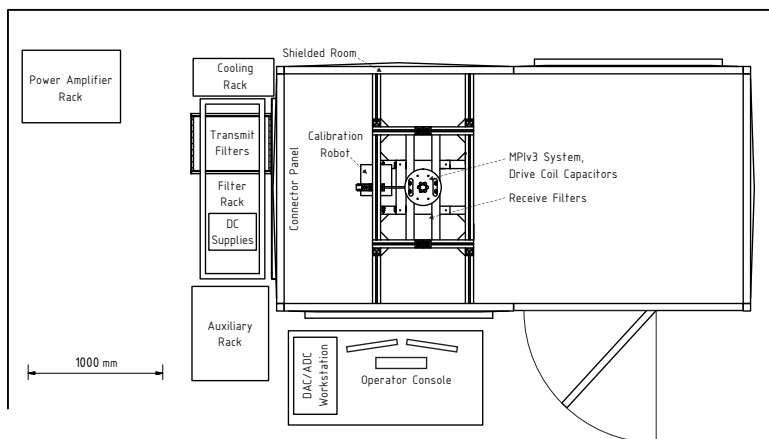 Shielded Room
Power Amplifier
Rack
Cooling
Rack
Transmit
Filters
Filter
Rack
DC
Supplies
Connector Panel
Calibration
Robot
MPIv3 System,
Drive Coil Capacitors
Receive Filters
Auxiliary
Rack
1000 mm
DAC/ADC
Workstation
Operator Console